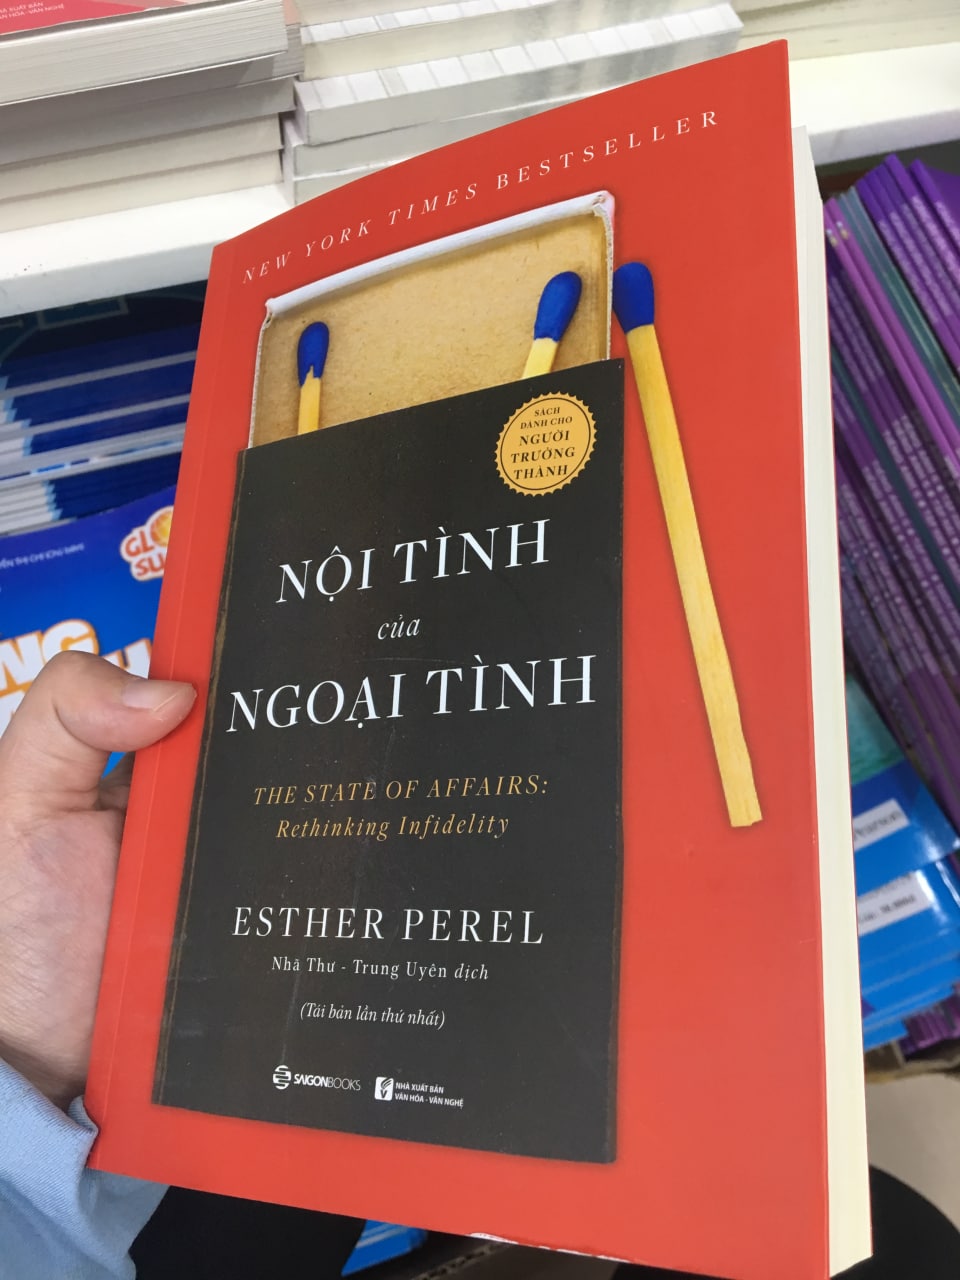 NEW YORK TIMES BESTSELLER
SÁCH
DÀNH CHO
NGƯỜI
TRƯỞNG
THÀNH
NỘI TÌNH
của
NGOẠI TÌNH
THE STATE OF AFFAIRS:
Rethinking Infidelity
ESTHER PEREL
Nhã Thư - Trung Uyên dịch
(Tái bản lần thứ nhất)
SAIGONBOOKS
NHÀ XUẤT BẢN
VĂN HÓA - VĂN NGHỆ
Pearson